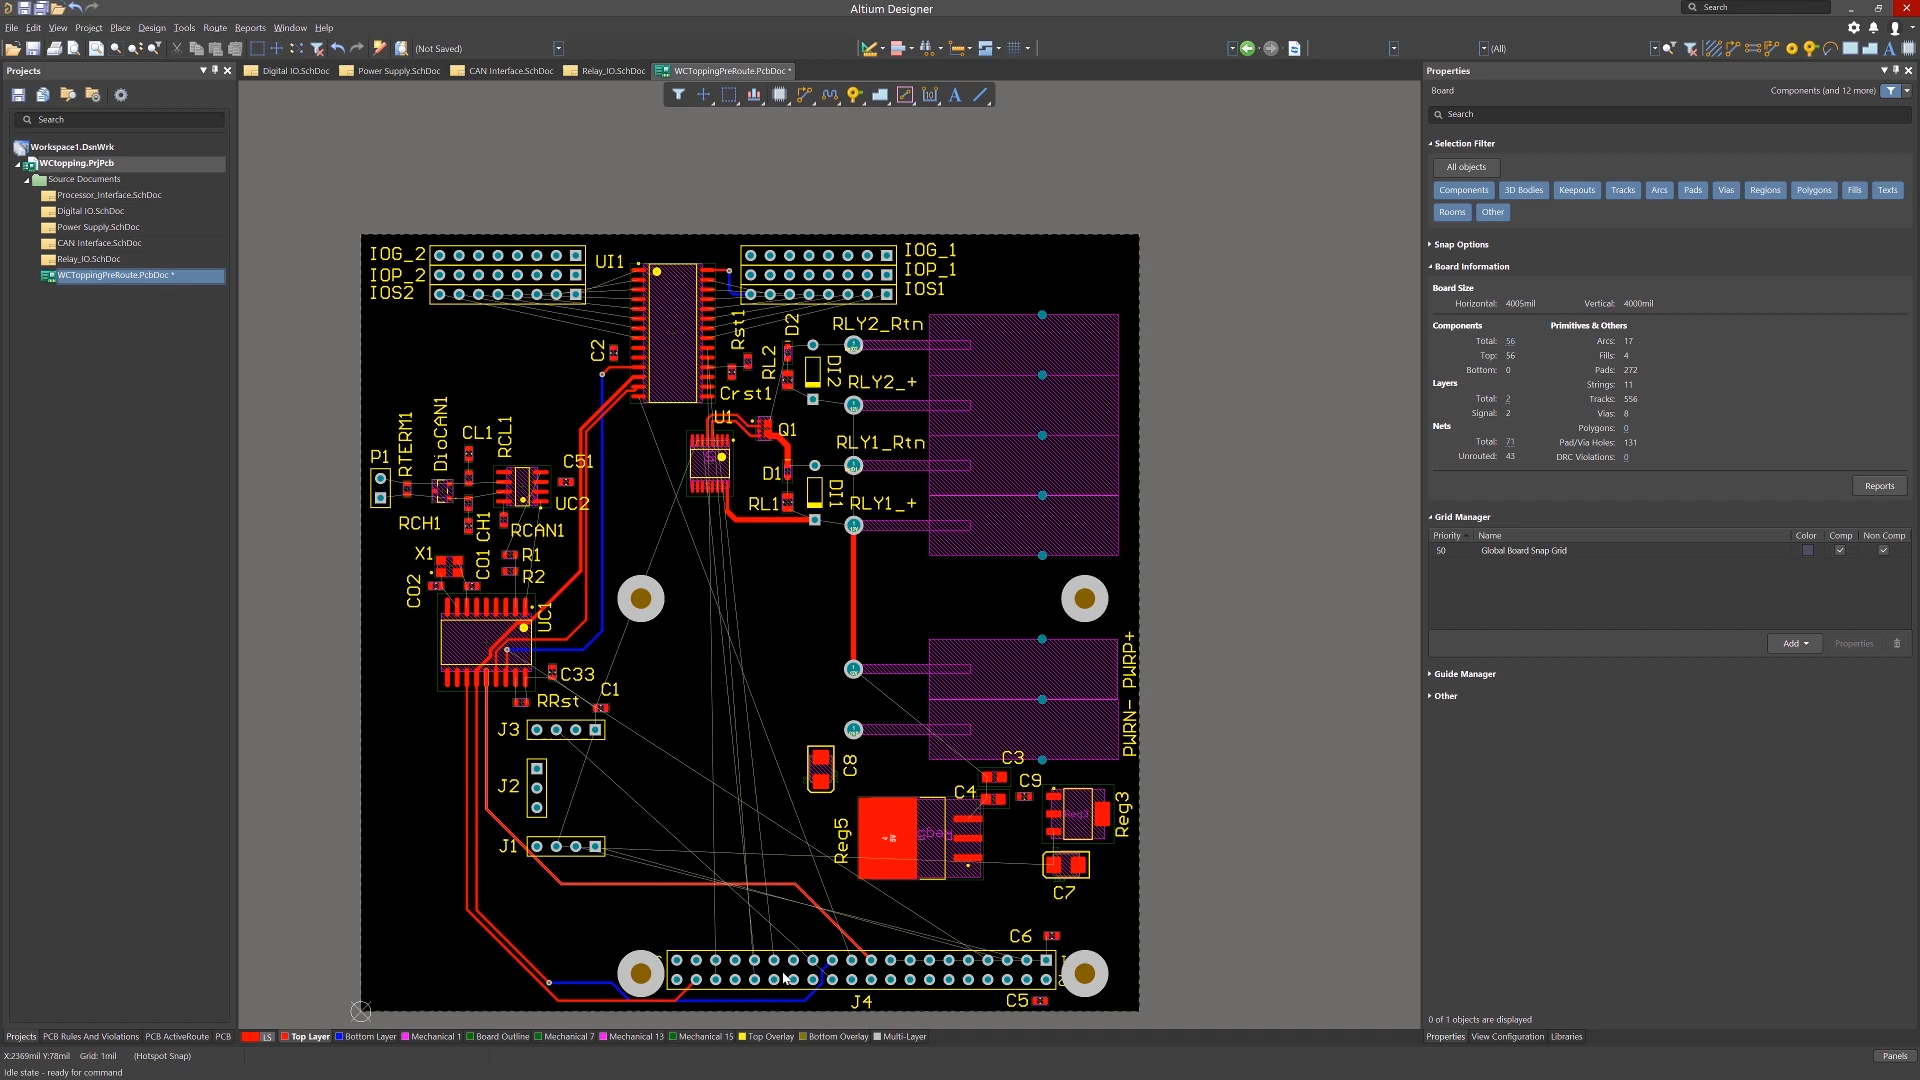 Altium Designer
Search
File Edit View Project Place Design Tools Route Reports Window Help
(Not Saved)
(All)
Projects
Digital IO.SchDoc Power Supply.SchDoc CAN Interface.SchDoc Relay_IO.SchDoc WCToppingPreRoute.PcbDoc *
Properties
Board
Components (and 12 more)
Search
Search
Workspace1.DsnWrk
WCtopping.PrjPcb
Source Documents
Processor_Interface.SchDoc
Digital IO.SchDoc
Power Supply.SchDoc
CAN Interface.SchDoc
Relay_IO.SchDoc
WCToppingPreRoute.PcbDoc *
Selection Filter
All objects
Components 3D Bodies Keepouts Tracks Arcs Pads Vias Regions Polygons Fills Texts
Rooms Other
Snap Options
Board Information
Board Size
Horizontal: 4005mil Vertical: 4000mil
Components Primitives & Others
Total: 56 Arcs: 17
Top: 56 Fills: 4
Bottom: 0 Pads: 272
Layers Strings: 11
Total: 2 Tracks: 556
Signal: 2 Vias: 8
Nets Polygons: 0
Total: 71 Pad/Via Holes: 131
Unrouted: 43 DRC Violations: 0
Reports
Grid Manager
Priority Name Color Comp Non Comp
50 Global Board Snap Grid
Add Properties
Guide Manager
Other
0 of 1 objects are displayed
Properties View Configuration Libraries
Panels
IOG_2
IOP_2
IOS2
UI1
IOG_1
IOP_1
IOS1
C2
Rst1
D2
RL2
DI2
RLY2_Rtn
RLY2_+
Crst1
U1
Q1
RLY1_Rtn
D1
DI1
RL1
RLY1_+
P1
RTERM1
DioCAN1
CL1
RCL1
C51
UC2
RCH1
CH1
RCAN1
X1
CO1
R1
R2
CO2
UC1
C33
RRst
C1
J3
J2
J1
PWRP+
PWRN-
C8
C3
C9
C4
Reg5
Reg5
5V
Reg3
Reg3
C7
C6
C5
J4
Projects PCB Rules And Violations PCB ActiveRoute PCB
LS Top Layer Bottom Layer Mechanical 1 Board Outline Mechanical 7 Mechanical 13 Mechanical 15 Top Overlay Bottom Overlay Multi-Layer
X:2369mil Y:78mil Grid: 1mil (Hotspot Snap)
Idle state - ready for command